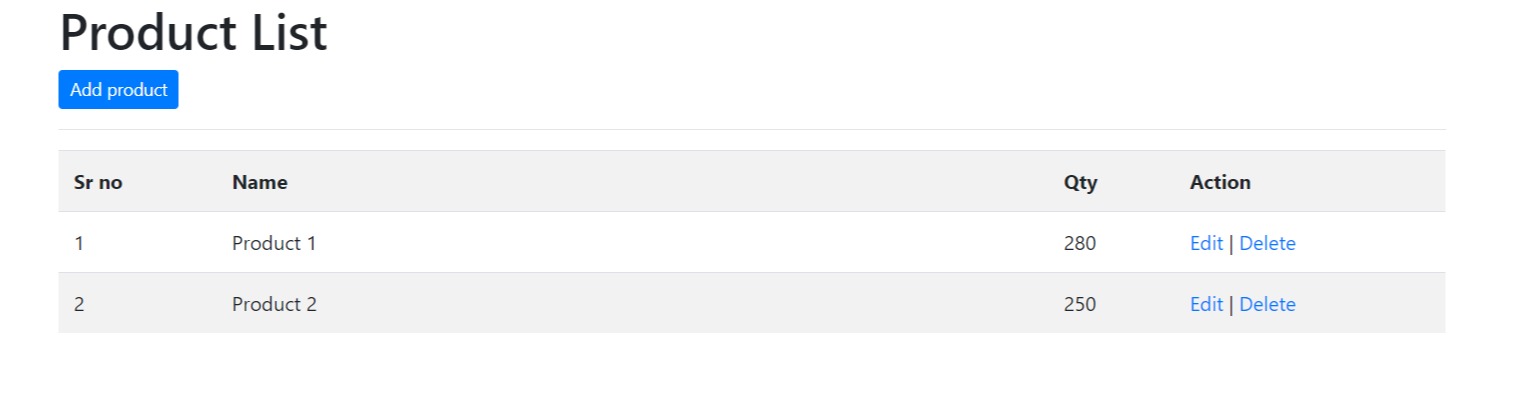 Product List
Add product
Sr no Name Qty Action
1 Product 1 280 Edit | Delete
2 Product 2 250 Edit | Delete